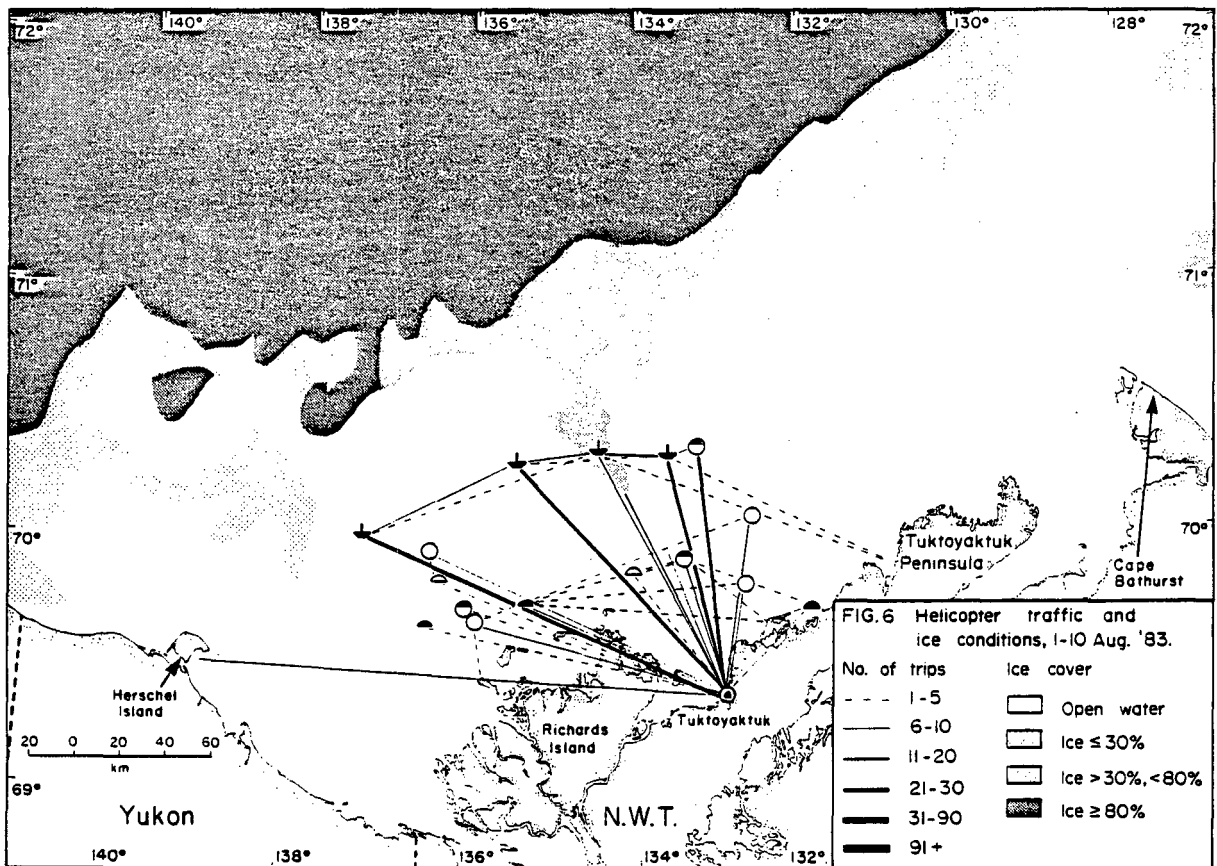 72° 140° 138° 136° 134° 132° 130° 128° 72°
71° 71°
70° 70°
Tuktoyaktuk
Peninsula
Cape
Bathurst
Herschel
Island
20 0 20 40 60
km
Richards
Island
Tuktoyaktuk
69°
Yukon
N.W.T.
140° 138° 136° 134° 132°
FIG.6 Helicopter traffic and
ice conditions, 1-10 Aug. '83.
No. of trips
1-5
6-10
11-20
21-30
31-90
91+
Ice cover
Open water
Ice ≤ 30%
Ice > 30%, < 80%
Ice ≥ 80%